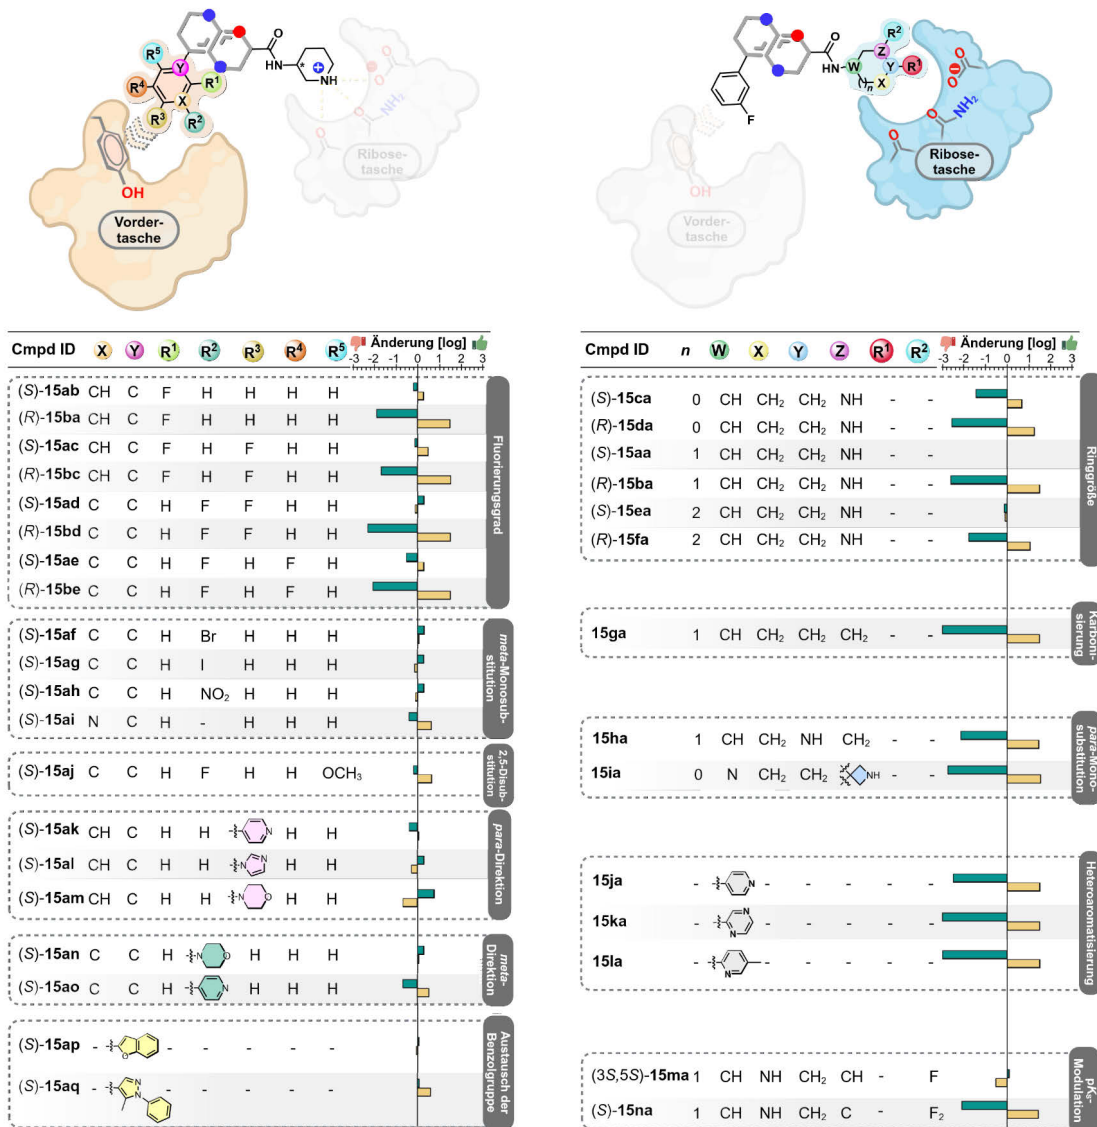 R⁵
R⁴
Y
R¹
X
R³
R²
O
HN
*
NH
O
O
NH₂
Ribose-
tasche
OH
Vorder-
tasche
F
O
HN
W
Z
Y
X
n
R²
R¹
O
O
O
O
NH₂
Ribose-
tasche
OH
Vorder-
tasche
Cmpd ID X Y R¹ R² R³ R⁴ R⁵ Änderung [log]
-3 -2 -1 0 1 2 3
(S)-15ab CH C F H H H H
(R)-15ba CH C F H H H H
(S)-15ac CH C F H F H H
(R)-15bc CH C F H F H H
(S)-15ad C C H F F H H
(R)-15bd C C H F F H H
(S)-15ae C C H F H F H
(R)-15be C C H F H F H
Fluorierungsgrad
(S)-15af C C H Br H H H
(S)-15ag C C H I H H H
(S)-15ah C C H NO₂ H H H
(S)-15ai N C H - H H H
meta-Monosub-
stitution
(S)-15aj C C H F H H OCH₃
2,5-Disub-
stitution
(S)-15ak CH C H H N H H
(S)-15al CH C H H N N H H
(S)-15am CH C H H N O H H
para-Direktion
(S)-15an C C H N O H H H
(S)-15ao C C H N H H H
meta-
Direktion
(S)-15ap - O - - - - -
(S)-15aq - N N - - - - -
Austausch der
Benzolgruppe
Cmpd ID n W X Y Z R¹ R² Änderung [log]
-3 -2 -1 0 1 2 3
(S)-15ca 0 CH CH₂ CH₂ NH - -
(R)-15da 0 CH CH₂ CH₂ NH - -
(S)-15aa 1 CH CH₂ CH₂ NH - -
(R)-15ba 1 CH CH₂ CH₂ NH - -
(S)-15ea 2 CH CH₂ CH₂ NH - -
(R)-15fa 2 CH CH₂ CH₂ NH - -
Ringgröße
15ga 1 CH CH₂ CH₂ CH₂ - -
Karboni-
sierung
15ha 1 CH CH₂ NH CH₂ - -
15ia 0 N CH₂ CH₂ NH - -
para-Mono-
substitution
15ja - N - - - - -
15ka - N N - - - - -
15la - N - - - - -
Heteroaromatisierung
(3S,5S)-15ma 1 CH NH CH₂ CH - F
(S)-15na 1 CH NH CH₂ C - F₂
pKₐ-
Modulation